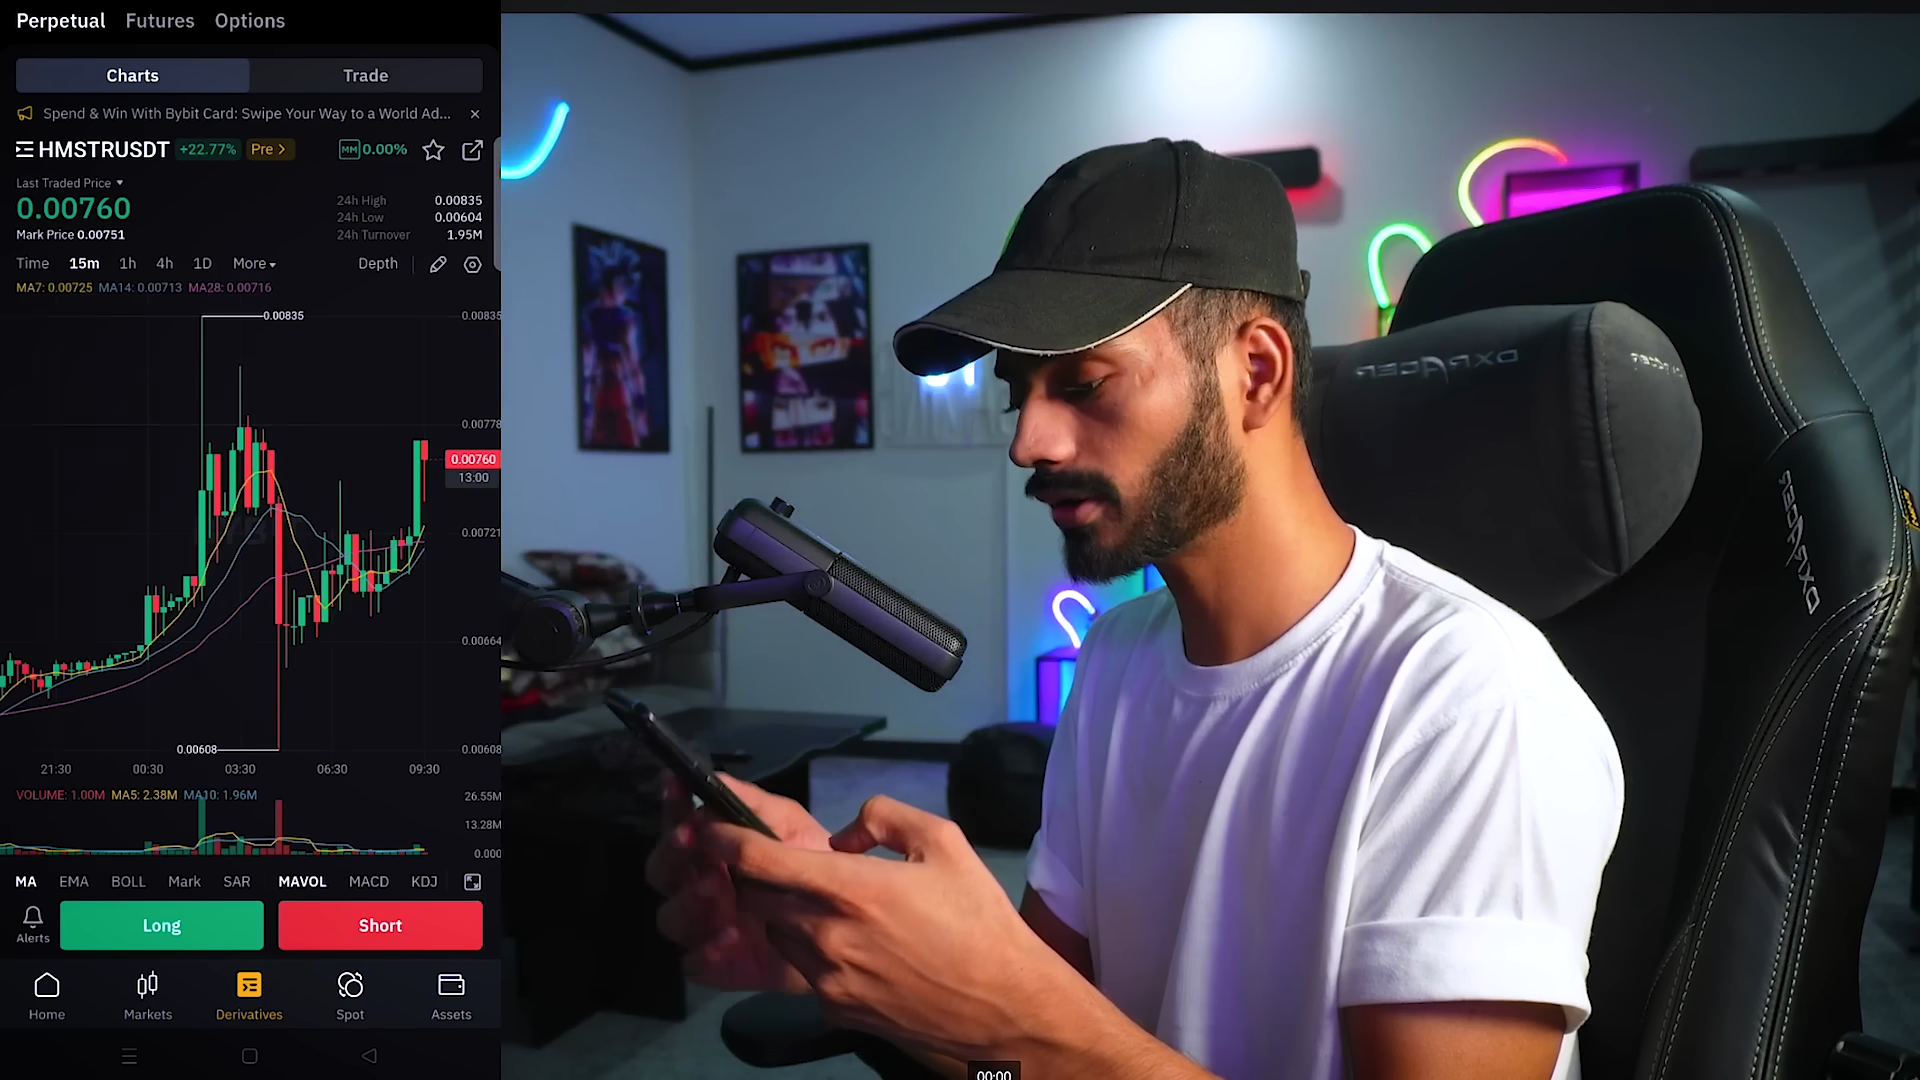 Perpetual Futures Options
Charts Trade
Spend & Win With Bybit Card: Swipe Your Way to a World Ad...
HMSTRUSDT +22.77% Pre > MM 0.00%
Last Traded Price
0.00760
Mark Price 0.00751
24h High 0.00835
24h Low 0.00604
24h Turnover 1.95M
Time 15m 1h 4h 1D More Depth
MA7: 0.00725 MA14: 0.00713 MA28: 0.00716
0.00835 0.00835
0.00778
0.00760
13:00
0.00721
0.00664
0.00608 0.00608
21:30 00:30 03:30 06:30 09:30
VOLUME: 1.00M MA5: 2.38M MA10: 1.96M
26.55M
13.28M
0.000
MA EMA BOLL Mark SAR MAVOL MACD KDJ
Alerts
Long Short
Home Markets Derivatives Spot Assets
DXRACER
DXRACER
00:00